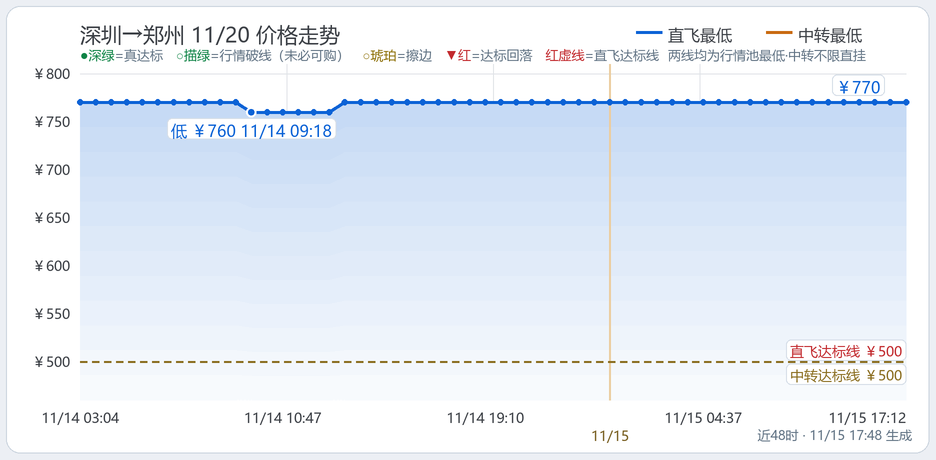 深圳→郑州 11/20 价格走势
直飞最低 中转最低
●深绿=真达标 ○描绿=行情破线（未必可购） ○琥珀=擦边 ▼红=达标回落 红虚线=直飞达标线 两线均为行情池最低·中转不限直挂
¥800
¥770
¥750
低 ¥760 11/14 09:18
¥700
¥650
¥600
¥550
直飞达标线 ¥500
¥500
中转达标线 ¥500
11/14 03:04 11/14 10:47 11/14 19:10 11/15 04:37 11/15 17:12
11/15
近48时 · 11/15 17:48 生成